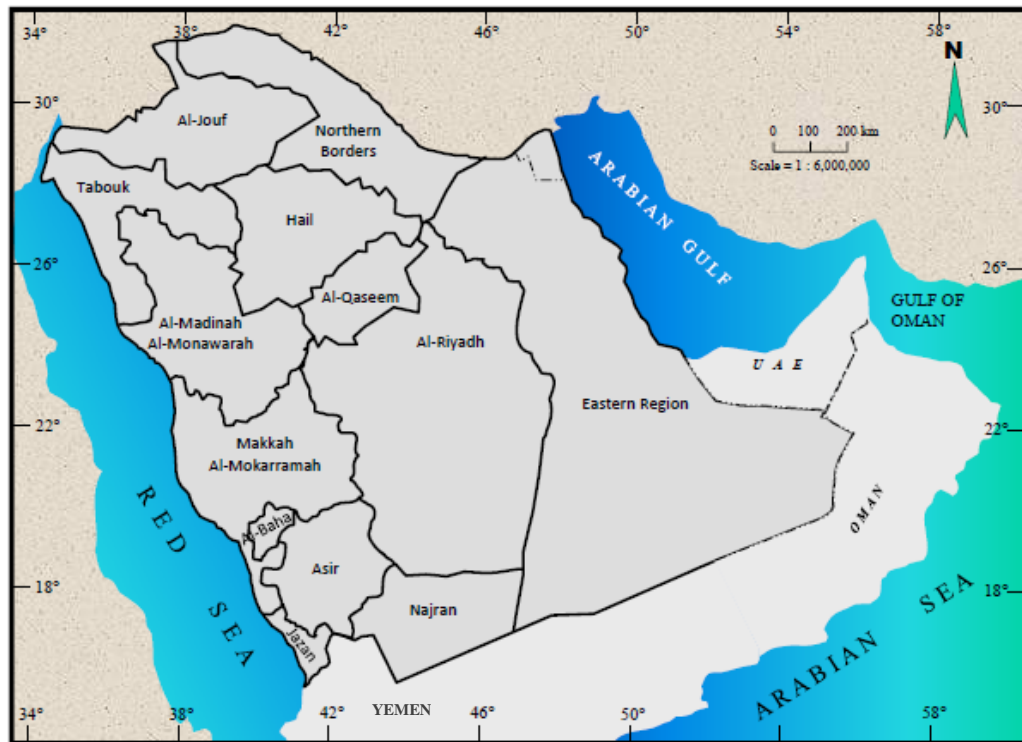 34°
38°
42°
46°
50°
54°
58°
N
30°
30°
0 100 200 km
Scale = 1 : 6,000,000
Al-Jouf
Northern
Borders
ARABIAN GULF
Tabouk
Hail
26°
26°
Al-Qaseem
GULF OF
OMAN
Al-Madinah
Al-Monawarah
Al-Riyadh
U A E
Eastern Region
22°
22°
Makkah
Al-Mokarramah
RED SEA
Al-Baha
OMAN
Asir
18°
18°
Najran
Jazan
ARABIAN SEA
YEMEN
34°
38°
42°
46°
50°
54°
58°